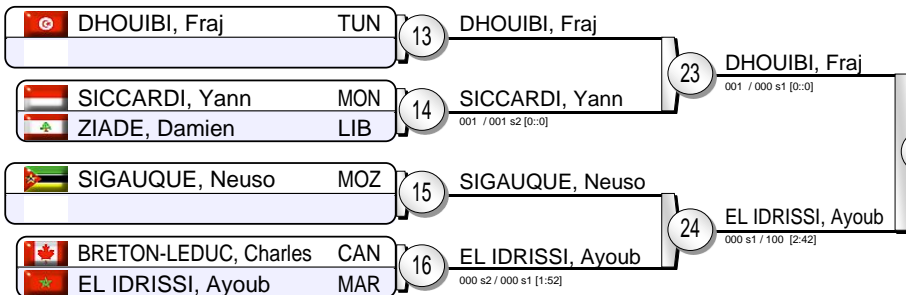 DHOUIBI, Fraj TUN
13
DHOUIBI, Fraj
SICCARDI, Yann MON
ZIADE, Damien LIB
14
SICCARDI, Yann
001 / 001 s2 [0::0]
23
DHOUIBI, Fraj
001 / 000 s1 [0::0]
SIGAUQUE, Neuso MOZ
15
SIGAUQUE, Neuso
BRETON-LEDUC, Charles CAN
EL IDRISSI, Ayoub MAR
16
EL IDRISSI, Ayoub
000 s2 / 000 s1 [1:52]
24
EL IDRISSI, Ayoub
000 s1 / 100 [2:42]